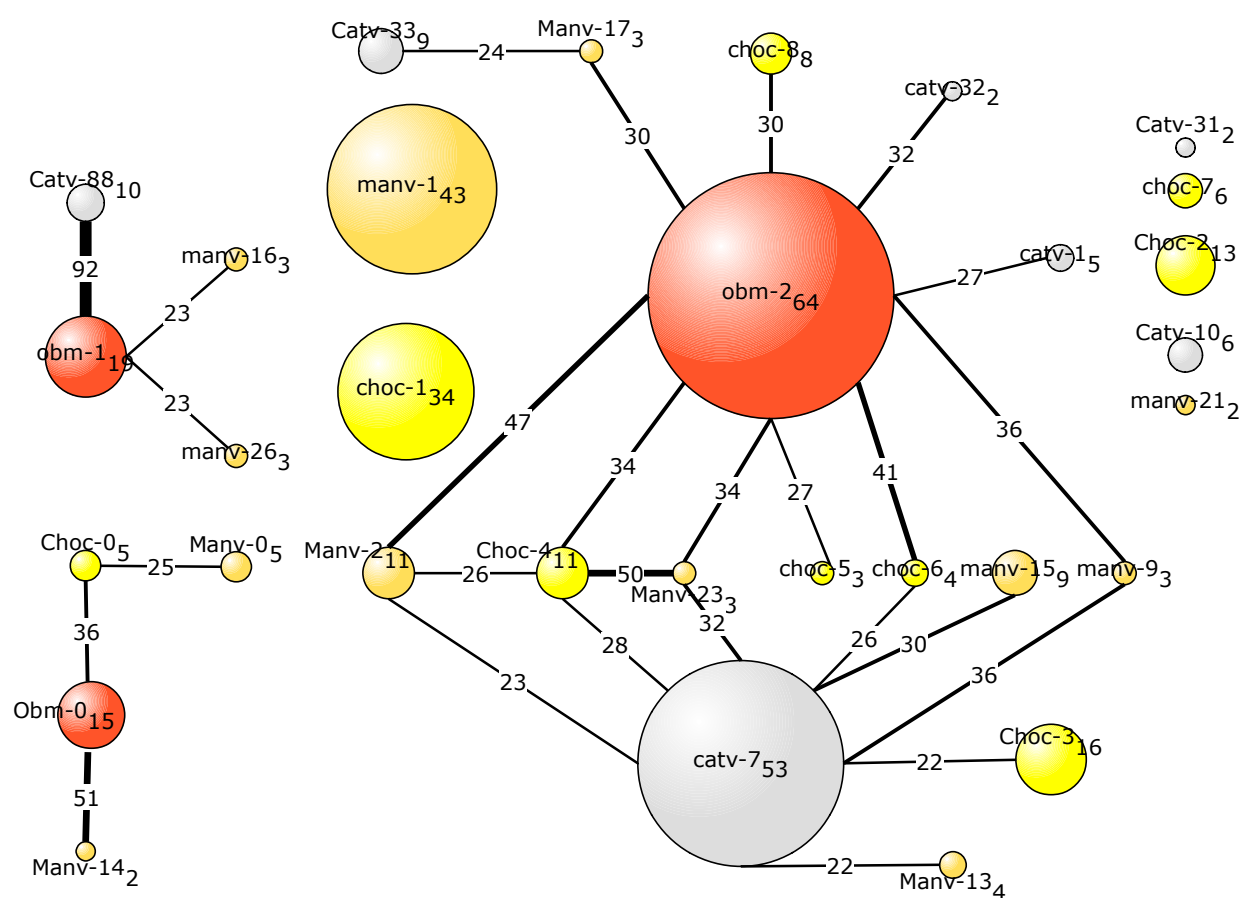 Catv-33 9
24
Manv-17 3
choc-8 8
catv-32 2
30
30
32
Catv-31 2
choc-7 6
Choc-2 13
Catv-10 6
manv-21 2
Catv-88 10
92
manv-16 3
23
obm-1 19
23
manv-26 3
manv-1 43
choc-1 34
obm-2 64
27
catv-1 5
47
34
34
27
41
36
Choc-0 5
25
Manv-0 5
36
Obm-0 15
51
Manv-14 2
Manv-2 11
26
Choc-4 11
50
Manv-23 3
choc-5 3
choc-6 4
manv-15 9
manv-9 3
23
28
32
26
30
36
catv-7 53
22
Choc-3 16
22
Manv-13 4